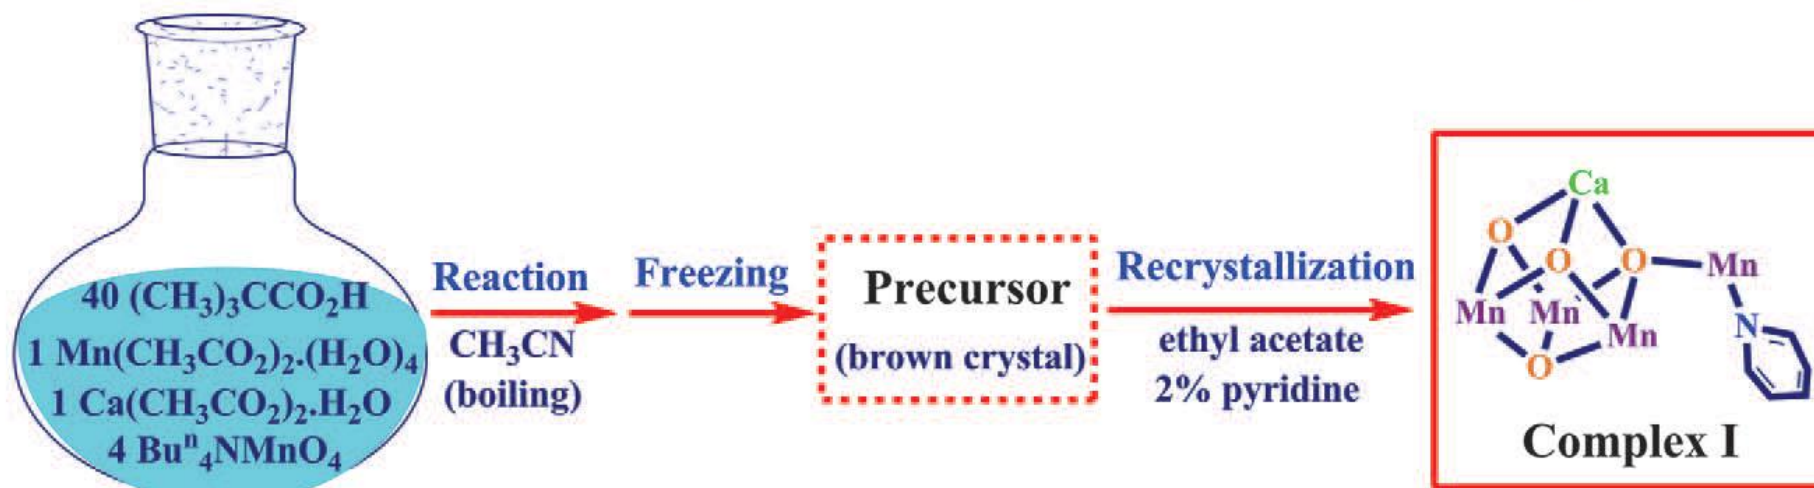 40 (CH₃)₃CCO₂H
1 Mn(CH₃CO₂)₂.(H₂O)₄
1 Ca(CH₃CO₂)₂.H₂O
4 Buⁿ₄NMnO₄
Reaction
CH₃CN
(boiling)
Freezing
Precursor
(brown crystal)
Recrystallization
ethyl acetate
2% pyridine
Ca
O O O Mn
Mn Mn Mn N
O
Complex I